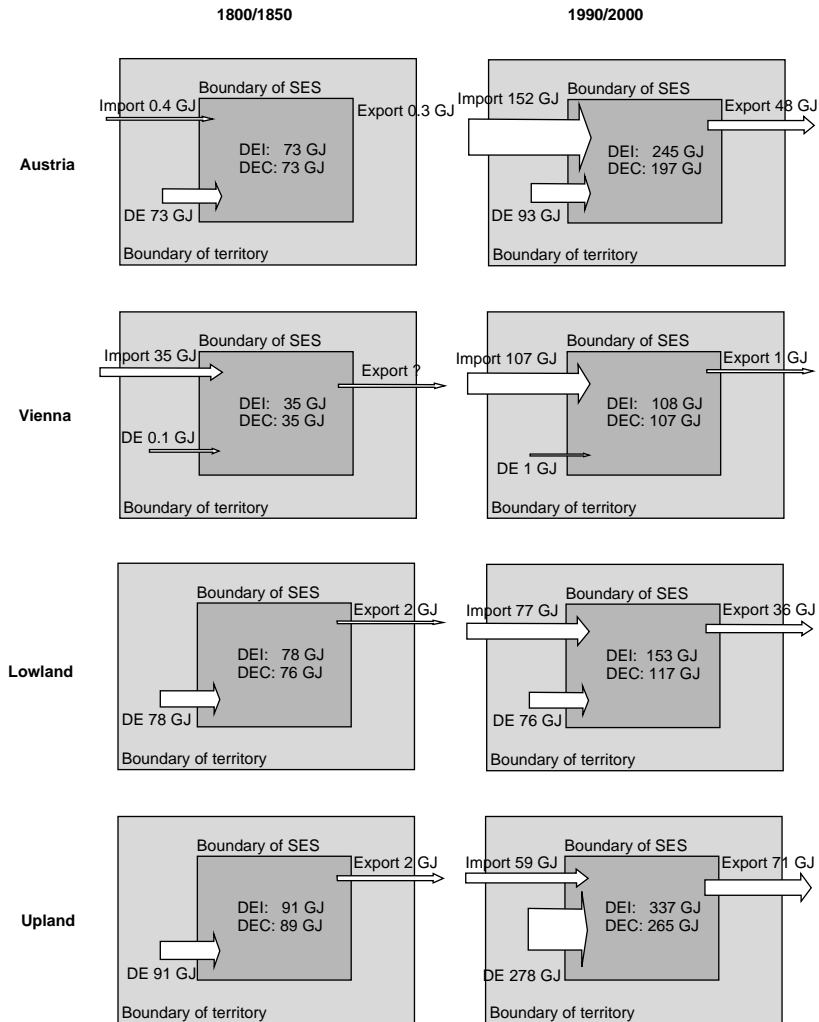 1800/1850
1990/2000
Austria
Boundary of SES
Import 0.4 GJ
Export 0.3 GJ
DEI: 73 GJ
DEC: 73 GJ
DE 73 GJ
Boundary of territory
Boundary of SES
Import 152 GJ
Export 48 GJ
DEI: 245 GJ
DEC: 197 GJ
DE 93 GJ
Boundary of territory
Vienna
Boundary of SES
Import 35 GJ
Export ?
DEI: 35 GJ
DEC: 35 GJ
DE 0.1 GJ
Boundary of territory
Boundary of SES
Import 107 GJ
Export 1 GJ
DEI: 108 GJ
DEC: 107 GJ
DE 1 GJ
Boundary of territory
Lowland
Boundary of SES
Export 2 GJ
DEI: 78 GJ
DEC: 76 GJ
DE 78 GJ
Boundary of territory
Boundary of SES
Import 77 GJ
Export 36 GJ
DEI: 153 GJ
DEC: 117 GJ
DE 76 GJ
Boundary of territory
Upland
Boundary of SES
Export 2 GJ
DEI: 91 GJ
DEC: 89 GJ
DE 91 GJ
Boundary of territory
Boundary of SES
Import 59 GJ
Export 71 GJ
DEI: 337 GJ
DEC: 265 GJ
DE 278 GJ
Boundary of territory